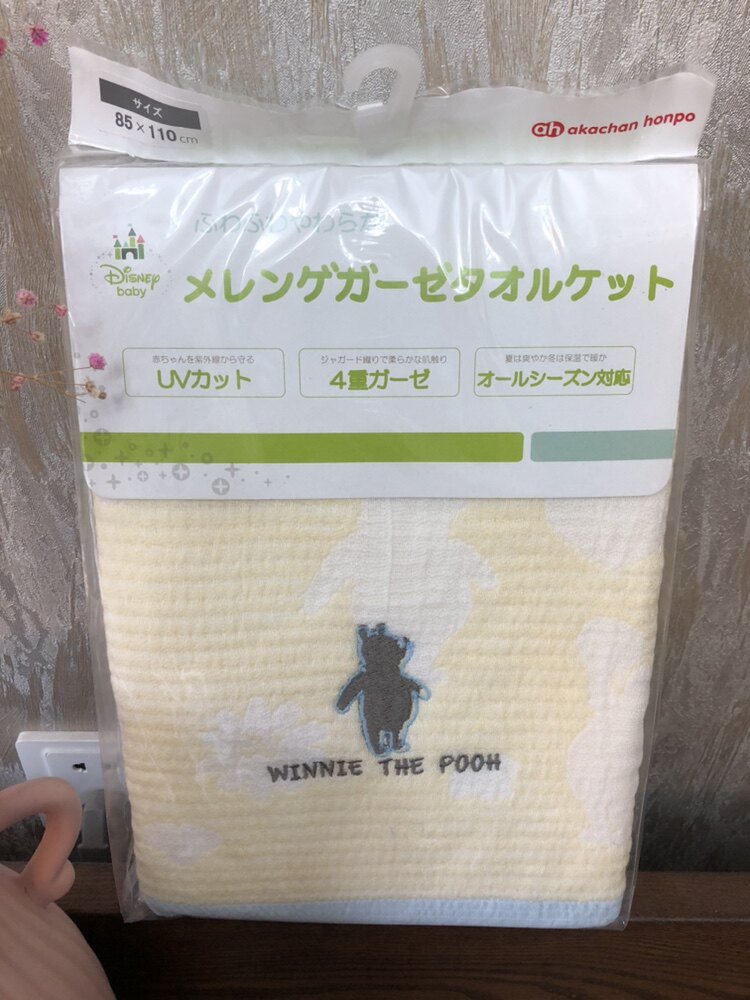 サイズ
85×110cm
ah akachan honpo
ふわふわやわらか
Disney
baby
メレンゲガーゼタオルケット
赤ちゃんを紫外線から守る
UVカット
ジャガード織りで柔らかな肌触り
4重ガーゼ
夏は爽やか冬は保温で暖か
オールシーズン対応
WINNIE THE POOH